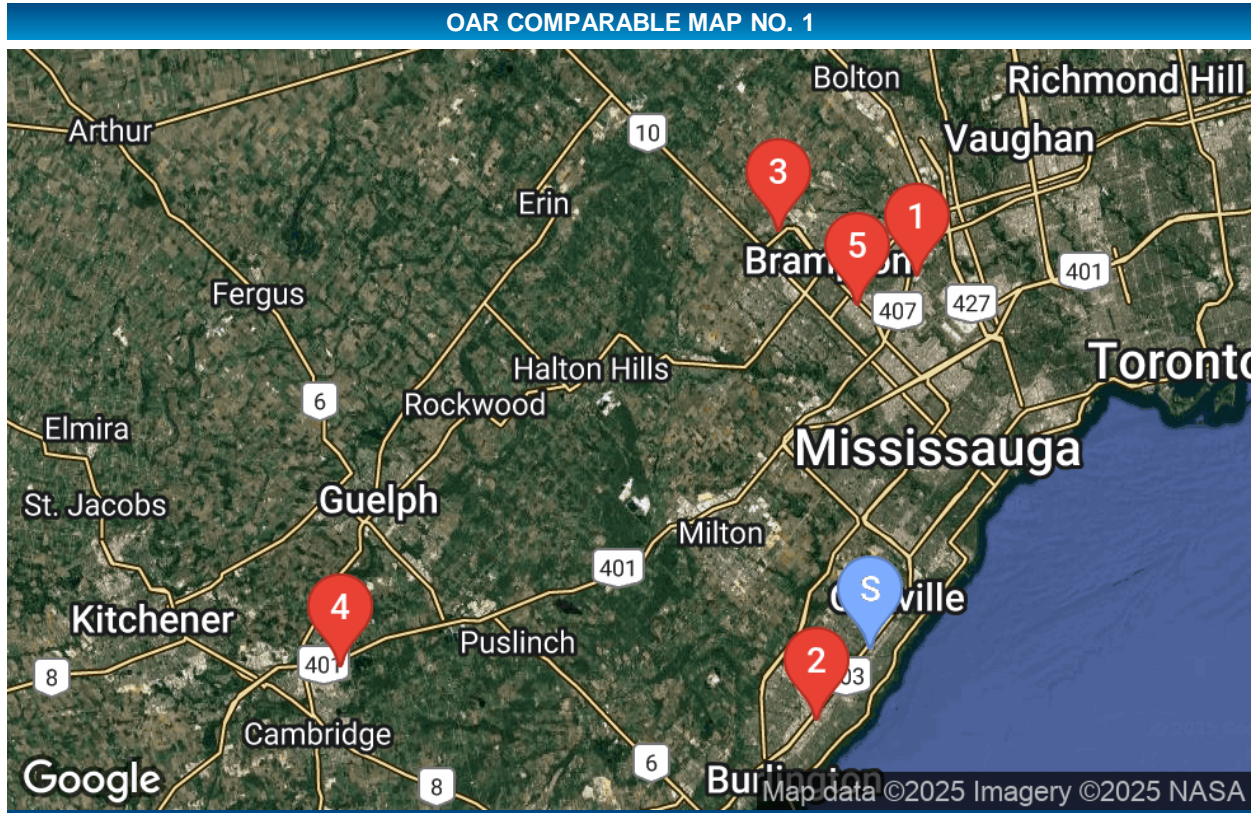 OAR COMPARABLE MAP NO. 1
Bolton
Richmond Hill
Arthur
10
Vaughan
3
Erin
1
5
Brampton
401
Fergus
407
427
Halton Hills
Toronto
6
Rockwood
Elmira
Mississauga
St. Jacobs
Guelph
Milton
401
S
Oakville
4
Kitchener
Puslinch
2
401
403
8
Cambridge
6
Google
8
Burlington
Map data ©2025 Imagery ©2025 NASA